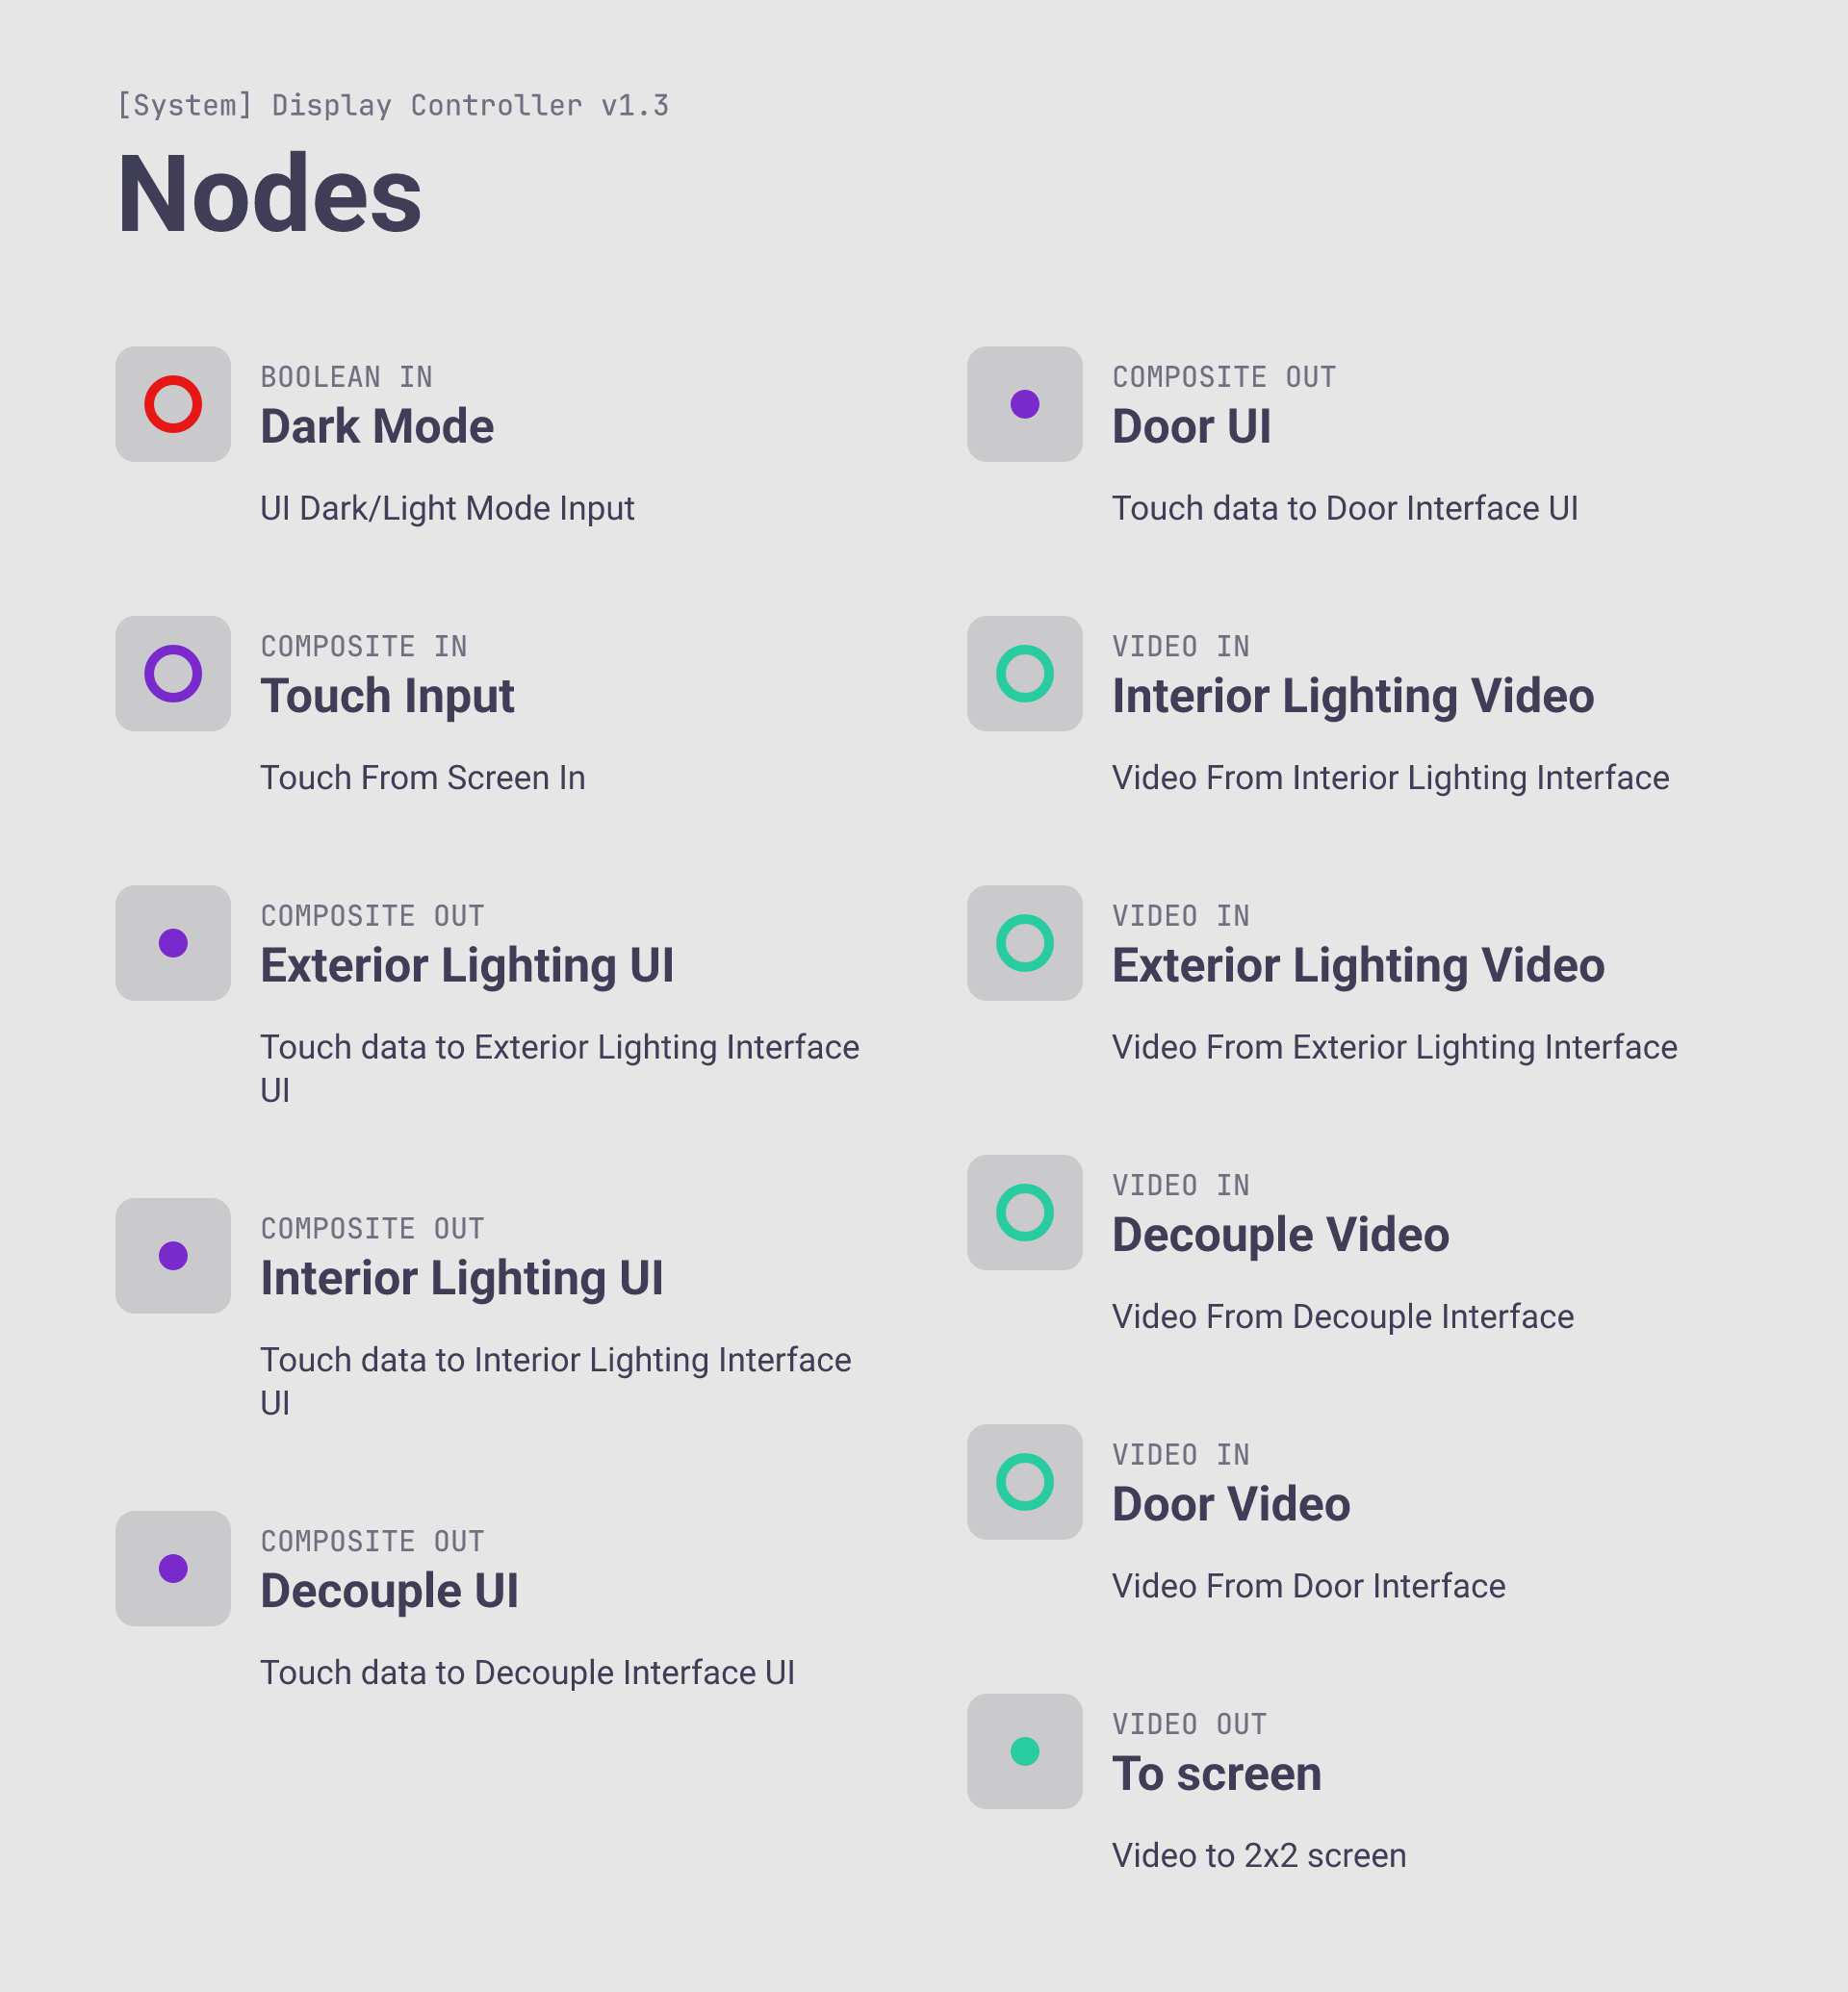 [System] Display Controller v1.3
Nodes
BOOLEAN IN
Dark Mode
UI Dark/Light Mode Input
COMPOSITE IN
Touch Input
Touch From Screen In
COMPOSITE OUT
Exterior Lighting UI
Touch data to Exterior Lighting Interface
UI
COMPOSITE OUT
Interior Lighting UI
Touch data to Interior Lighting Interface
UI
COMPOSITE OUT
Decouple UI
Touch data to Decouple Interface UI
COMPOSITE OUT
Door UI
Touch data to Door Interface UI
VIDEO IN
Interior Lighting Video
Video From Interior Lighting Interface
VIDEO IN
Exterior Lighting Video
Video From Exterior Lighting Interface
VIDEO IN
Decouple Video
Video From Decouple Interface
VIDEO IN
Door Video
Video From Door Interface
VIDEO OUT
To screen
Video to 2x2 screen